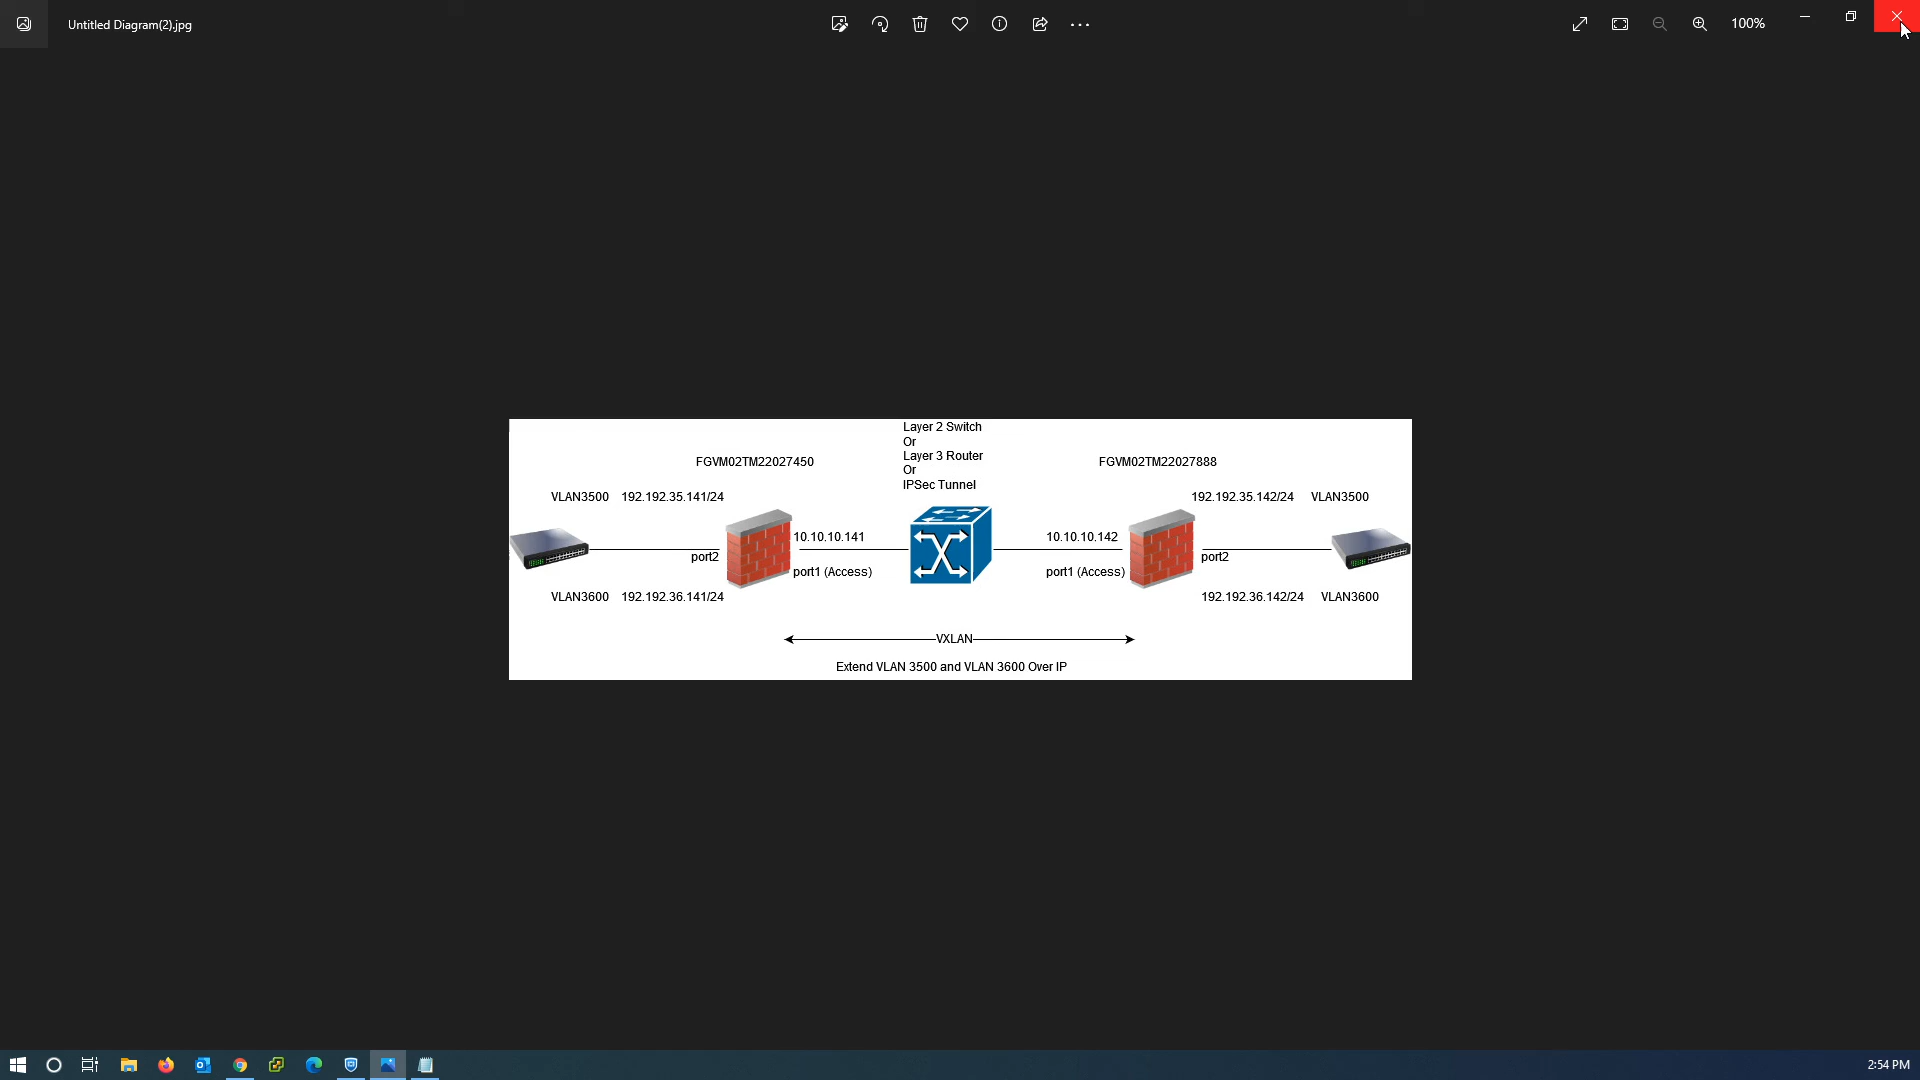 Untitled Diagram(2).jpg
100%
Layer 2 Switch
Or
Layer 3 Router
Or
IPSec Tunnel
FGVM02TM22027450
FGVM02TM22027888
VLAN3500 192.192.35.141/24
192.192.35.142/24 VLAN3500
10.10.10.141
10.10.10.142
port2
port1 (Access)
port1 (Access)
port2
VLAN3600 192.192.36.141/24
192.192.36.142/24 VLAN3600
VXLAN
Extend VLAN 3500 and VLAN 3600 Over IP
2:54 PM